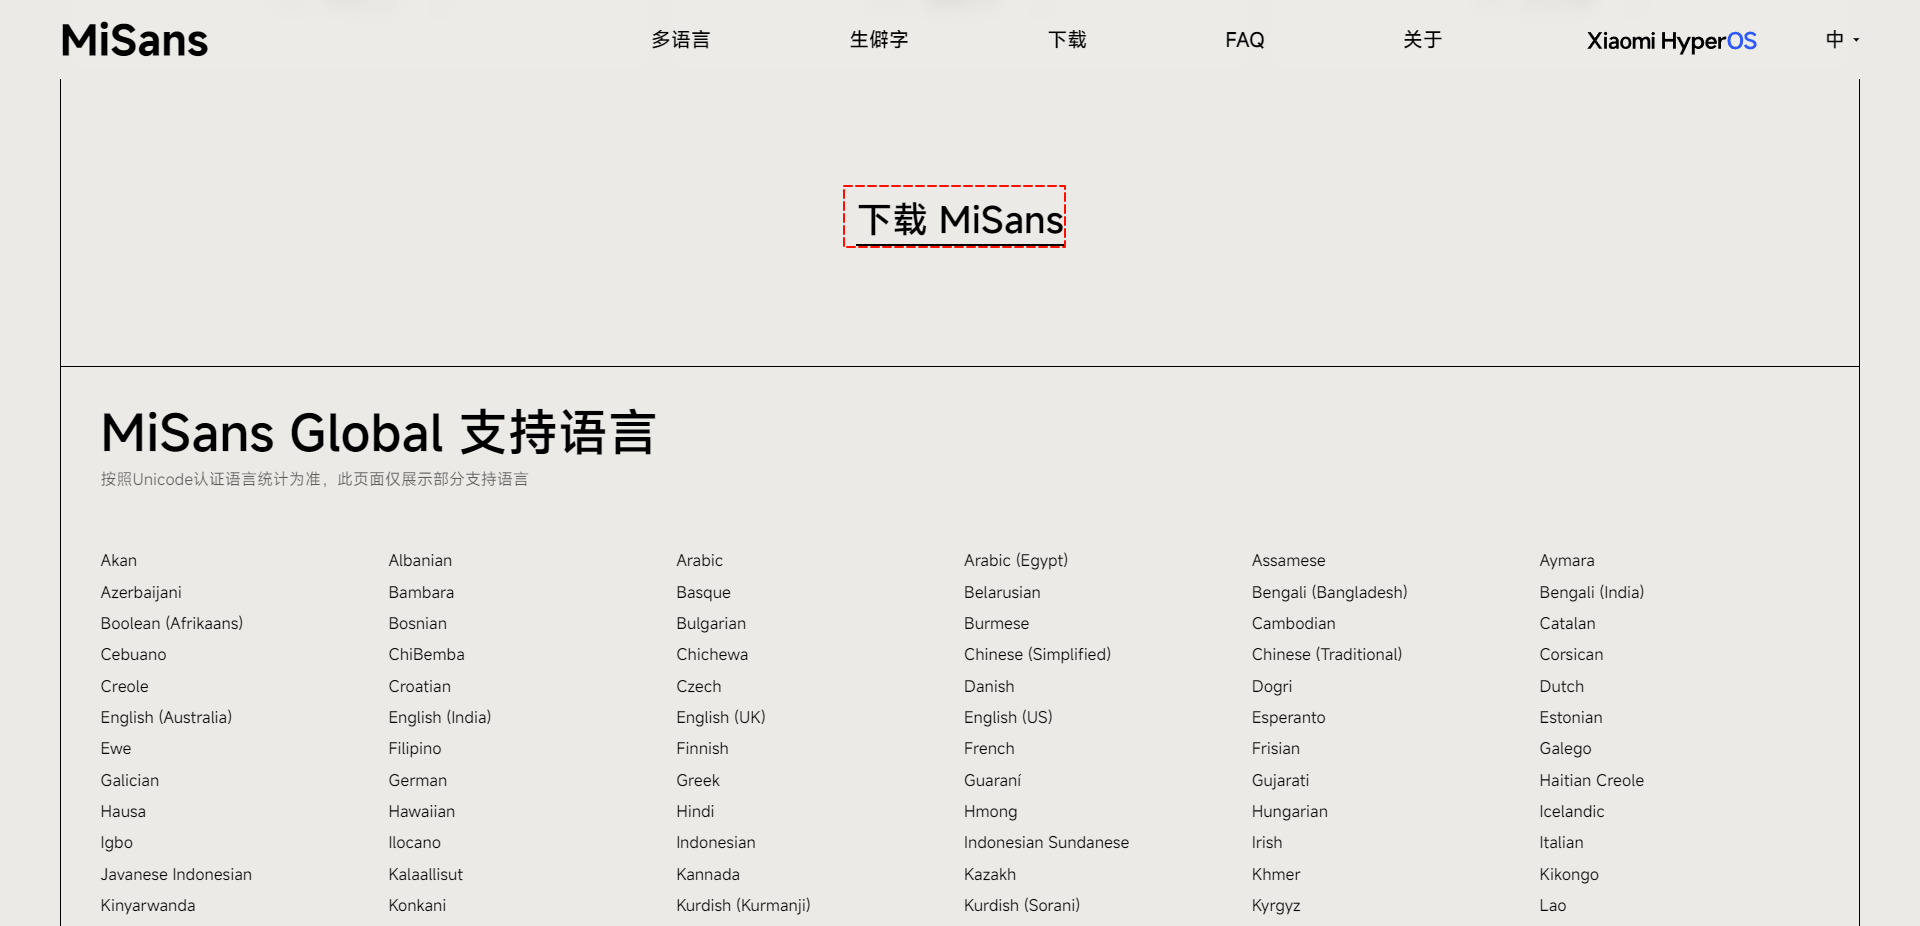 MiSans 多语言 生僻字 下载 FAQ 关于 Xiaomi HyperOS 中
下载 MiSans
MiSans Global 支持语言
按照Unicode认证语言统计为准，此页面仅展示部分支持语言
Akan Albanian Arabic Arabic (Egypt) Assamese Aymara
Azerbaijani Bambara Basque Belarusian Bengali (Bangladesh) Bengali (India)
Boolean (Afrikaans) Bosnian Bulgarian Burmese Cambodian Catalan
Cebuano ChiBemba Chichewa Chinese (Simplified) Chinese (Traditional) Corsican
Creole Croatian Czech Danish Dogri Dutch
English (Australia) English (India) English (UK) English (US) Esperanto Estonian
Ewe Filipino Finnish French Frisian Galego
Galician German Greek Guaraní Gujarati Haitian Creole
Hausa Hawaiian Hindi Hmong Hungarian Icelandic
Igbo Ilocano Indonesian Indonesian Sundanese Irish Italian
Javanese Indonesian Kalaallisut Kannada Kazakh Khmer Kikongo
Kinyarwanda Konkani Kurdish (Kurmanji) Kurdish (Sorani) Kyrgyz Lao